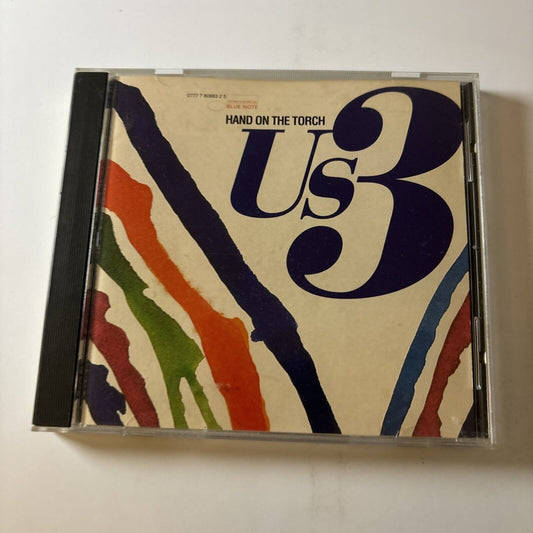 0777 7 80883 2 5
BLUE NOTE
HAND ON THE TORCH
Us3